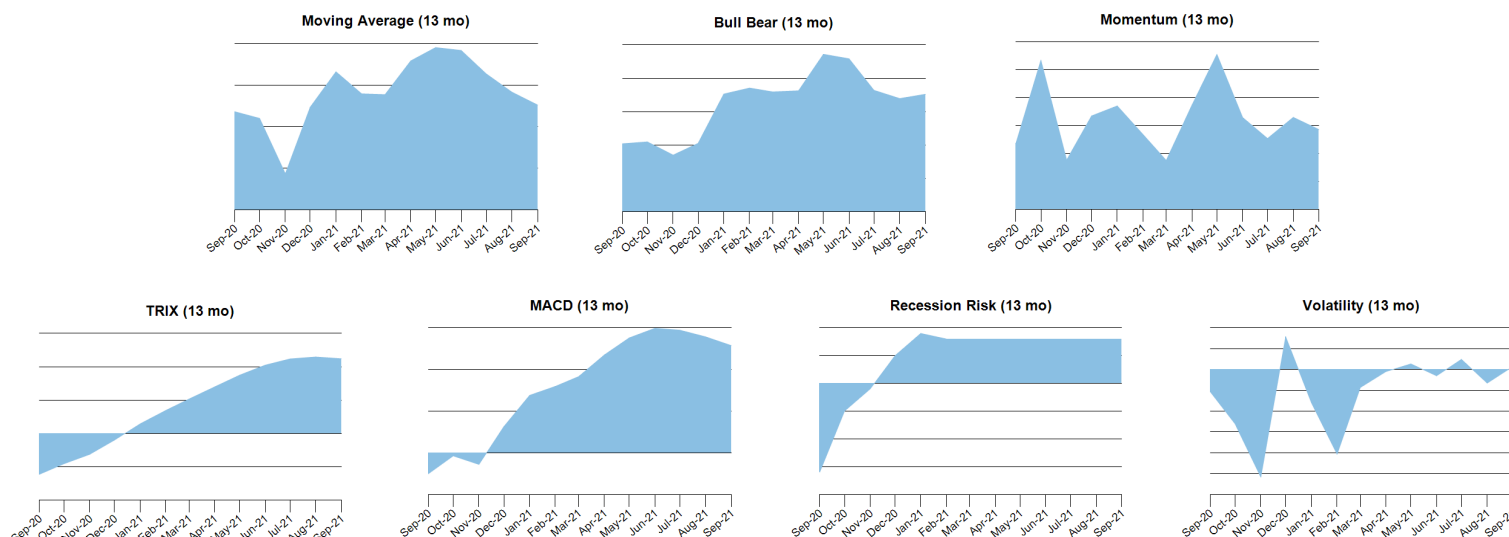 Moving Average (13 mo)
Sep-20 Oct-20 Nov-20 Dec-20 Jan-21 Feb-21 Mar-21 Apr-21 May-21 Jun-21 Jul-21 Aug-21 Sep-21
Bull Bear (13 mo)
Sep-20 Oct-20 Nov-20 Dec-20 Jan-21 Feb-21 Mar-21 Apr-21 May-21 Jun-21 Jul-21 Aug-21 Sep-21
Momentum (13 mo)
Sep-20 Oct-20 Nov-20 Dec-20 Jan-21 Feb-21 Mar-21 Apr-21 May-21 Jun-21 Jul-21 Aug-21 Sep-21
TRIX (13 mo)
Sep-20 Oct-20 Nov-20 Dec-20 Jan-21 Feb-21 Mar-21 Apr-21 May-21 Jun-21 Jul-21 Aug-21 Sep-21
MACD (13 mo)
Sep-20 Oct-20 Nov-20 Dec-20 Jan-21 Feb-21 Mar-21 Apr-21 May-21 Jun-21 Jul-21 Aug-21 Sep-21
Recession Risk (13 mo)
Sep-20 Oct-20 Nov-20 Dec-20 Jan-21 Feb-21 Mar-21 Apr-21 May-21 Jun-21 Jul-21 Aug-21 Sep-21
Volatility (13 mo)
Sep-20 Oct-20 Nov-20 Dec-20 Jan-21 Feb-21 Mar-21 Apr-21 May-21 Jun-21 Jul-21 Aug-21